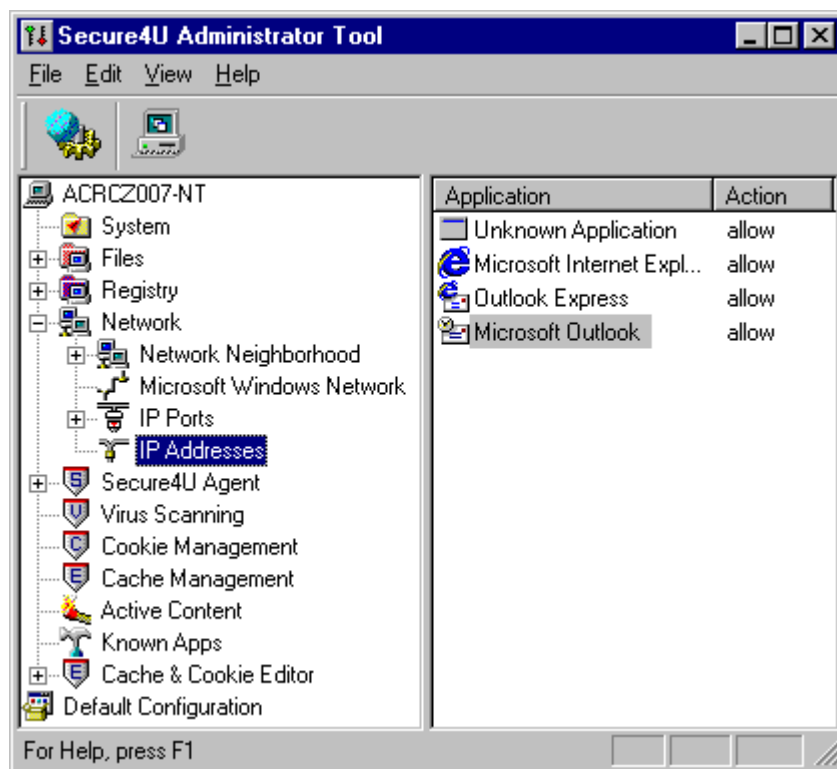 Secure4U Administrator Tool
File Edit View Help
ACRCZ007-NT
System
Files
Registry
Network
Network Neighborhood
Microsoft Windows Network
IP Ports
IP Addresses
Secure4U Agent
Virus Scanning
Cookie Management
Cache Management
Active Content
Known Apps
Cache & Cookie Editor
Default Configuration
Application Action
Unknown Application allow
Microsoft Internet Expl... allow
Outlook Express allow
Microsoft Outlook allow
For Help, press F1